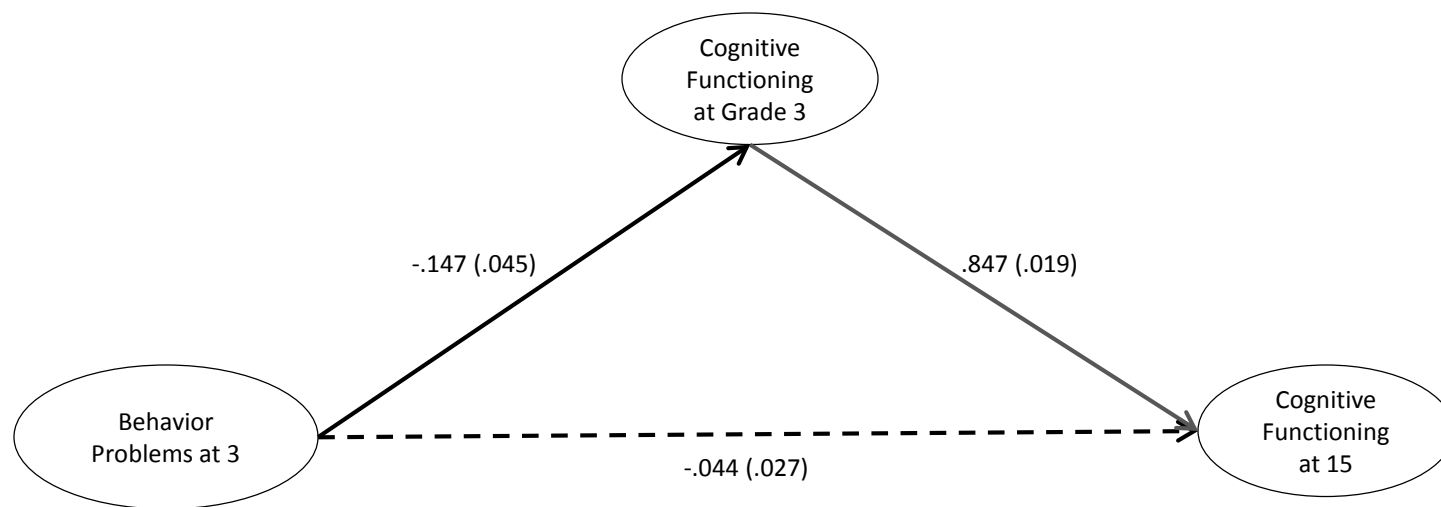 Cognitive
Functioning
at Grade 3
-.147 (.045)
.847 (.019)
Behavior
Problems at 3
-.044 (.027)
Cognitive
Functioning
at 15